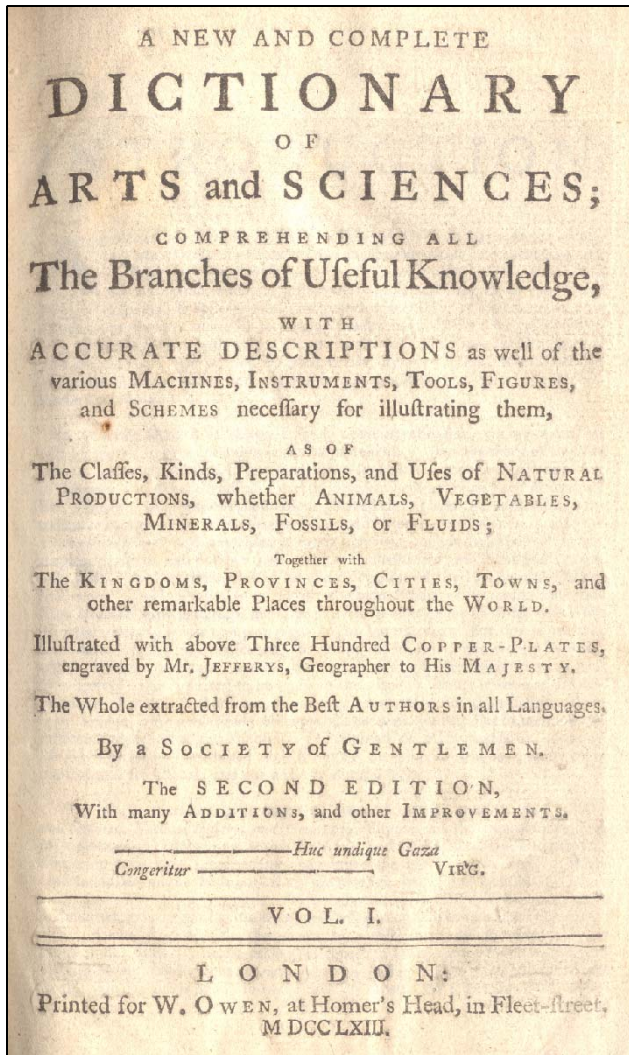 A NEW AND COMPLETE
DICTIONARY
OF
ARTS and SCIENCES;
COMPREHENDING ALL
The Branches of Uſeful Knowledge,
WITH
ACCURATE DESCRIPTIONS as well of the
various MACHINES, INSTRUMENTS, TOOLS, FIGURES,
and SCHEMES neceſſary for illuſtrating them,
AS OF
The Claſſes, Kinds, Preparations, and Uſes of NATURAL
PRODUCTIONS, whether ANIMALS, VEGETABLES,
MINERALS, FOSSILS, or FLUIDS;
Together with
The KINGDOMS, PROVINCES, CITIES, TOWNS, and
other remarkable Places throughout the WORLD.
Illuſtrated with above Three Hundred COPPER-PLATES,
engraved by Mr. JEFFERYS, Geographer to His MAJESTY.
The Whole extracted from the Beſt AUTHORS in all Languages.
By a SOCIETY of GENTLEMEN.
The SECOND EDITION,
With many ADDITIONS, and other IMPROVEMENTS.
Huc undique Gaza
Congeritur VIRG.
VOL. I.
LONDON:
Printed for W. OWEN, at Homer's Head, in Fleet-ſtreet.
M DCC LXIII.